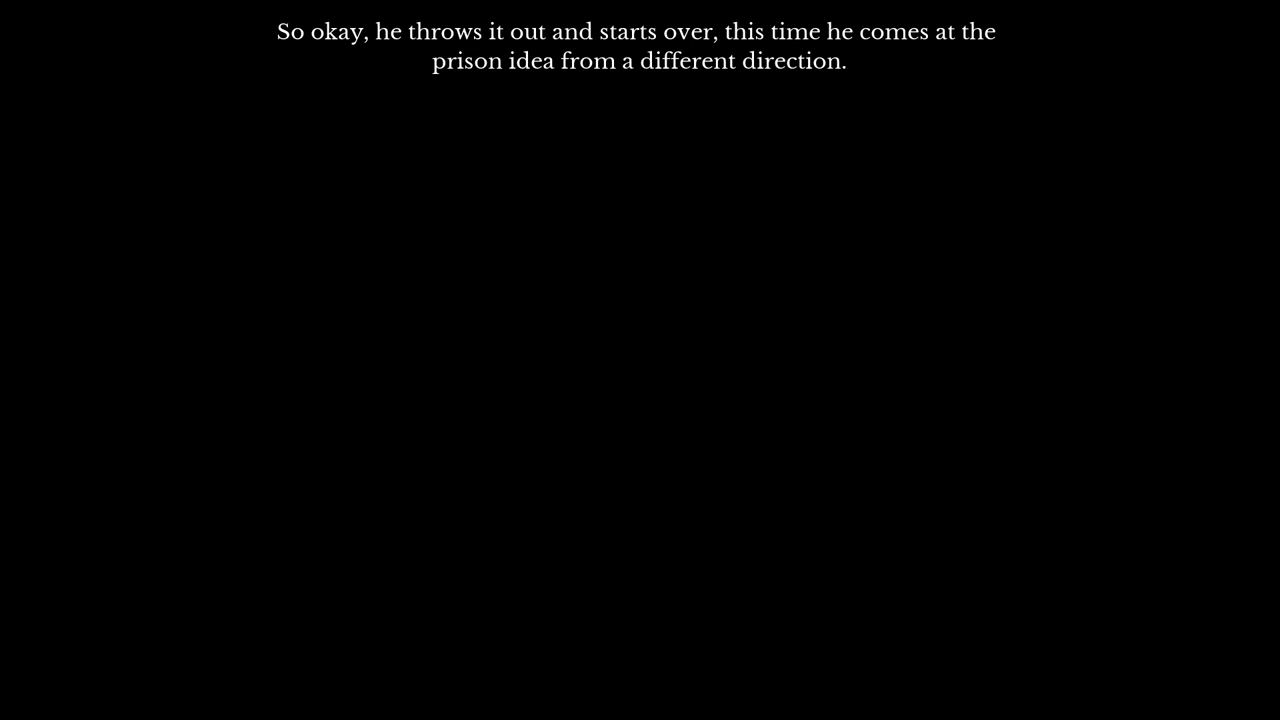 So okay, he throws it out and starts over, this time he comes at the
prison idea from a different direction.